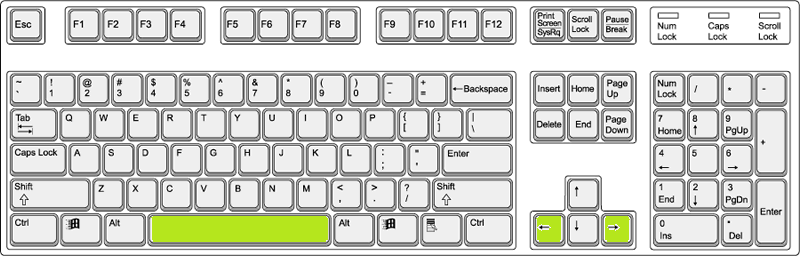 Esc F1 F2 F3 F4 F5 F6 F7 F8 F9 F10 F11 F12 Print Screen SysRq Scroll Lock Pause Break Num Lock Caps Lock Scroll Lock
~ ` ! 1 @ 2 # 3 $ 4 % 5 ^ 6 & 7 * 8 ( 9 ) 0 - - + = ←Backspace Insert Home Page Up Num Lock / * -
Tab Q W E R T Y U I O P { [ } ] | \ Delete End Page Down 7 Home 8 ↑ 9 PgUp +
Caps Lock A S D F G H J K L : ; " , Enter 4 ← 5 6 →
Shift Z X C V B N M < , > . ? / Shift ↑ 1 End 2 ↓ 3 PgDn Enter
Ctrl Alt Alt Ctrl ← ↓ → 0 Ins * Del